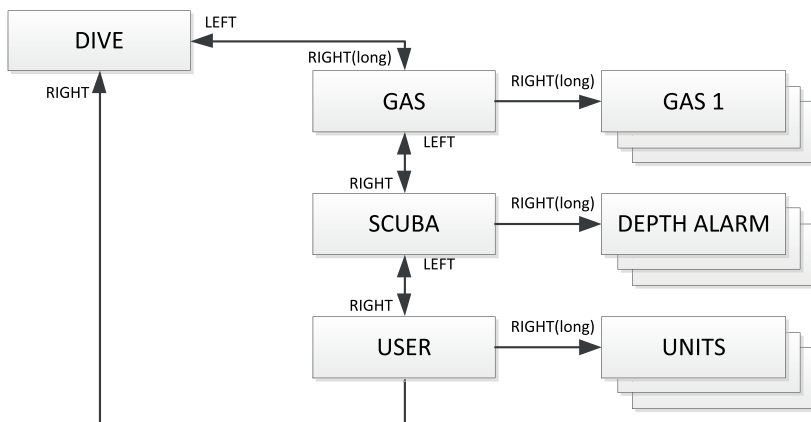 LEFT
DIVE
RIGHT(long)
RIGHT
GAS
RIGHT(long)
GAS 1
LEFT
RIGHT
SCUBA
RIGHT(long)
DEPTH ALARM
LEFT
RIGHT
USER
RIGHT(long)
UNITS